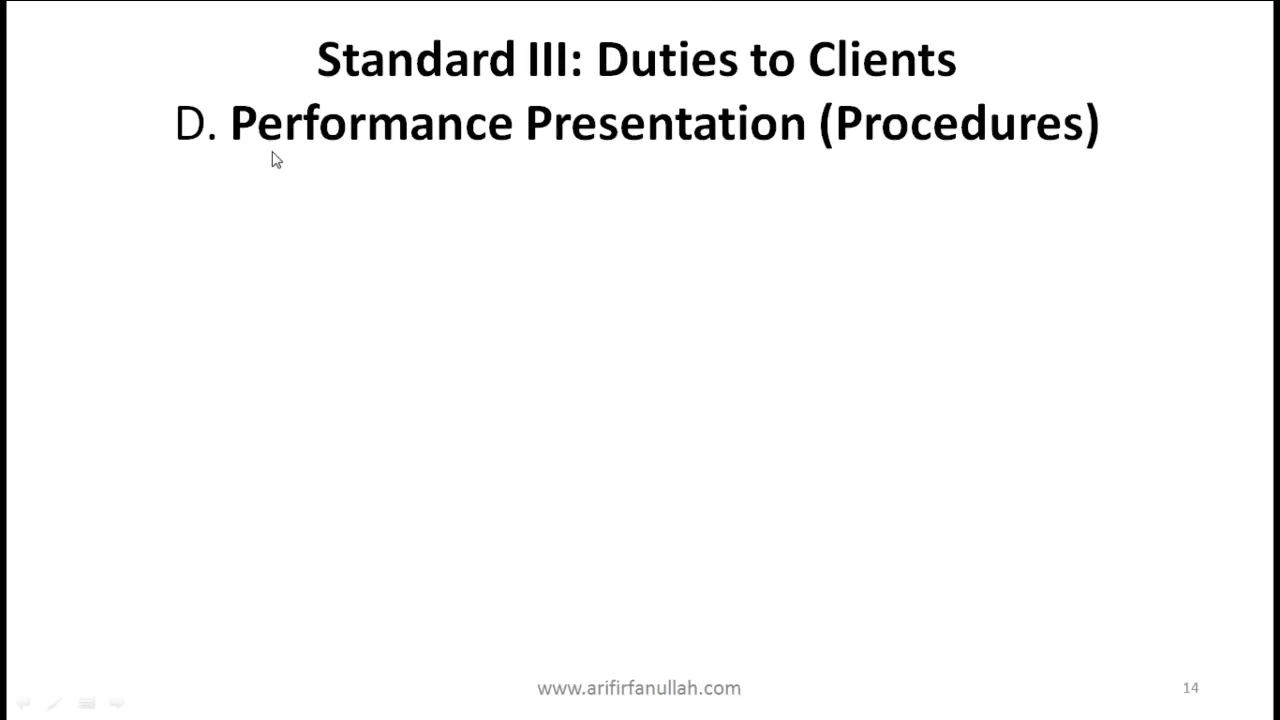 Standard III: Duties to Clients
D. Performance Presentation (Procedures)
www.arifirfanullah.com
14